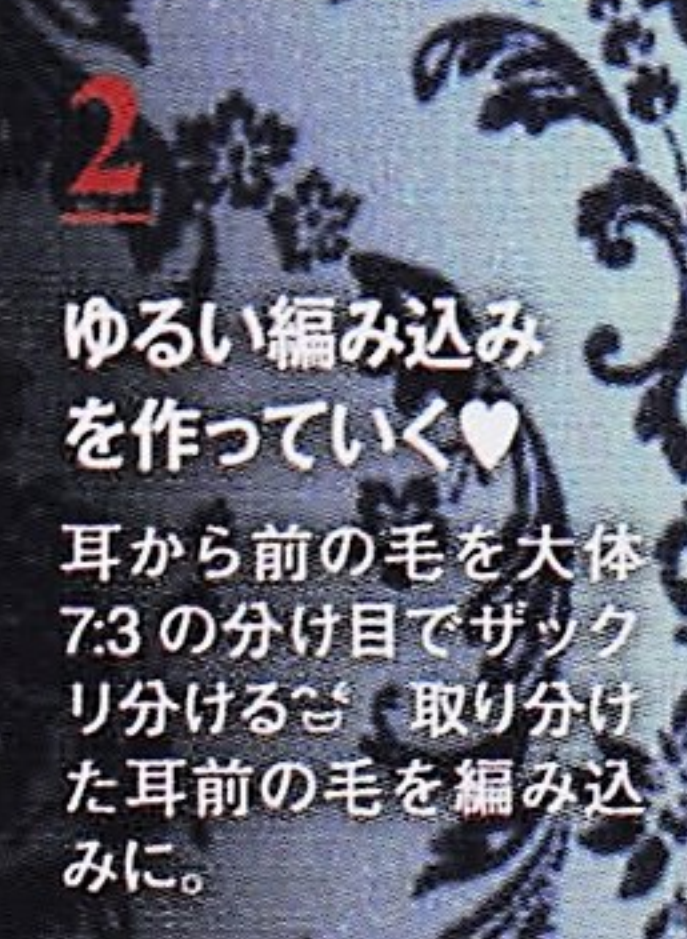 2
ゆるい編み込み
を作っていく♥
耳から前の毛を大体
7:3 の分け目でザック
リ分ける 取り分け
た耳前の毛を編み込
みに。